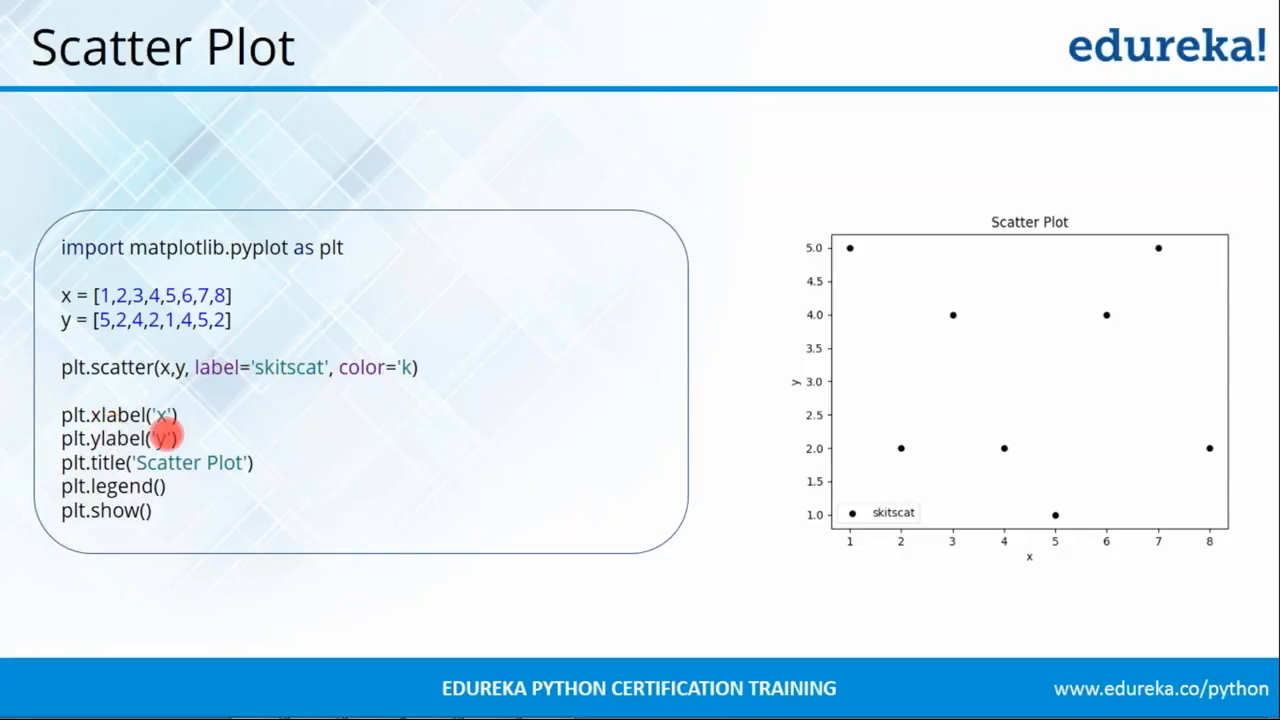 Scatter Plot
edureka!
import matplotlib.pyplot as plt
x = [1,2,3,4,5,6,7,8]
y = [5,2,4,2,1,4,5,2]
plt.scatter(x,y, label='skitscat', color='k)
plt.xlabel('x')
plt.ylabel('y')
plt.title('Scatter Plot')
plt.legend()
plt.show()
Scatter Plot
5.0
4.5
4.0
3.5
3.0
2.5
2.0
1.5
1.0
y
skitscat
1 2 3 4 5 6 7 8
x
EDUREKA PYTHON CERTIFICATION TRAINING
www.edureka.co/python